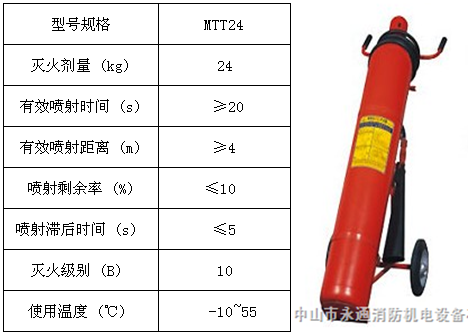 型号规格 MTT24
灭火剂量 (kg) 24
有效喷射时间 (s) ≥20
有效喷射距离 (m) ≥4
喷射剩余率 (%) ≤10
喷射滞后时间 (s) ≤5
灭火级别 (B) 10
使用温度 (℃) -10~55
中山市永通消防机电设备